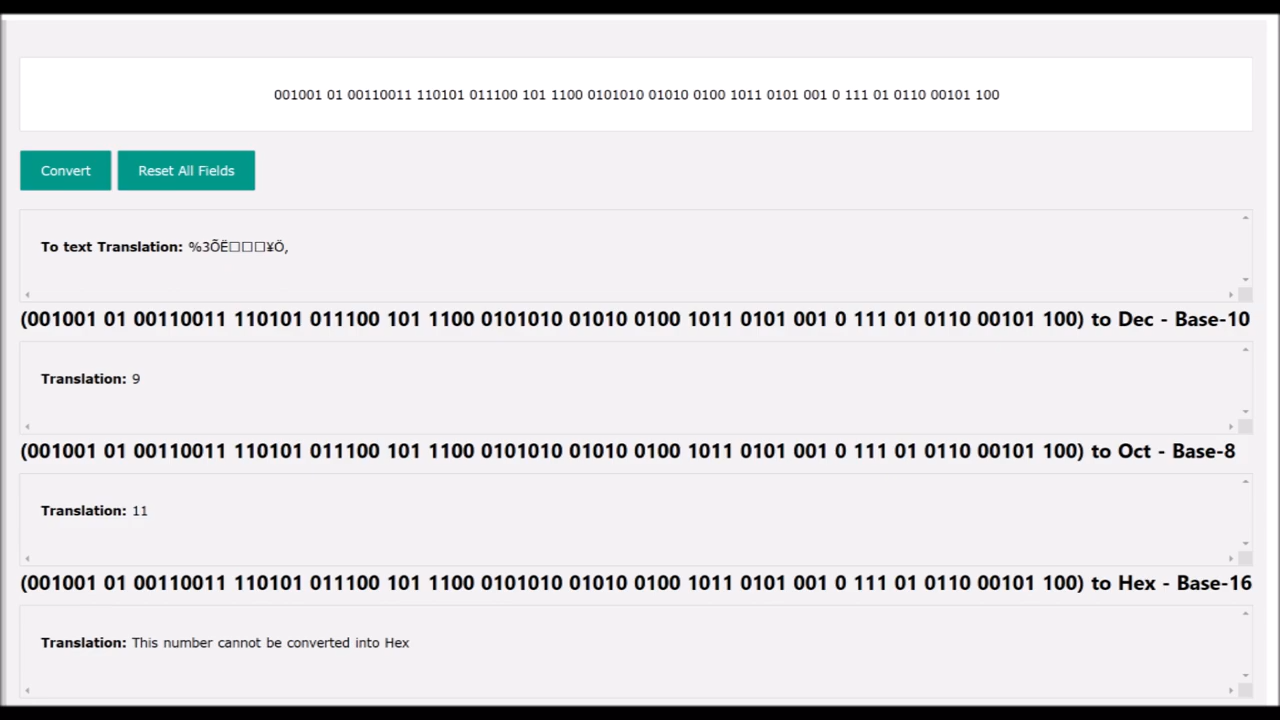 001001 01 00110011 110101 011100 101 1100 0101010 01010 0100 1011 0101 001 0 111 01 0110 00101 100
Convert
Reset All Fields
To text Translation: %3ÕË□□□¥Ö,
(001001 01 00110011 110101 011100 101 1100 0101010 01010 0100 1011 0101 001 0 111 01 0110 00101 100) to Dec - Base-10
Translation: 9
(001001 01 00110011 110101 011100 101 1100 0101010 01010 0100 1011 0101 001 0 111 01 0110 00101 100) to Oct - Base-8
Translation: 11
(001001 01 00110011 110101 011100 101 1100 0101010 01010 0100 1011 0101 001 0 111 01 0110 00101 100) to Hex - Base-16
Translation: This number cannot be converted into Hex